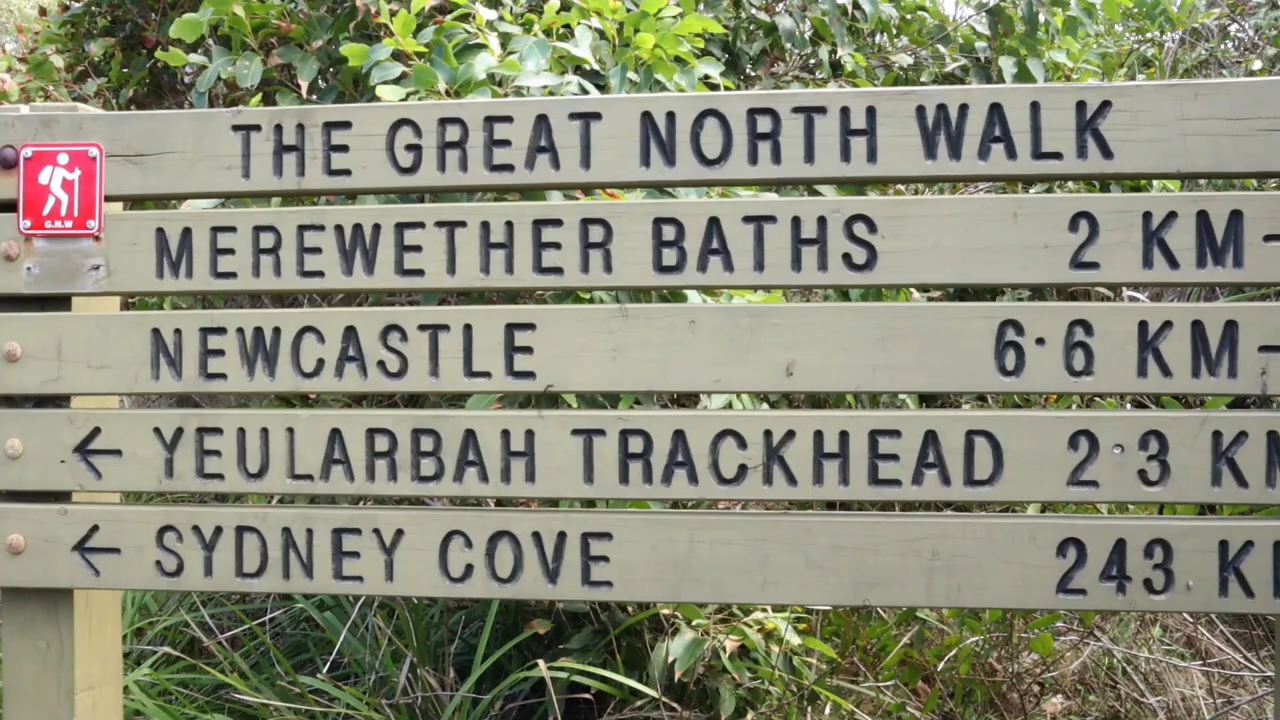 THE GREAT NORTH WALK
G.N.W
MEREWETHER BATHS 2 KM
NEWCASTLE 6·6 KM
← YEULARBAH TRACKHEAD 2·3 KM
← SYDNEY COVE 243 K